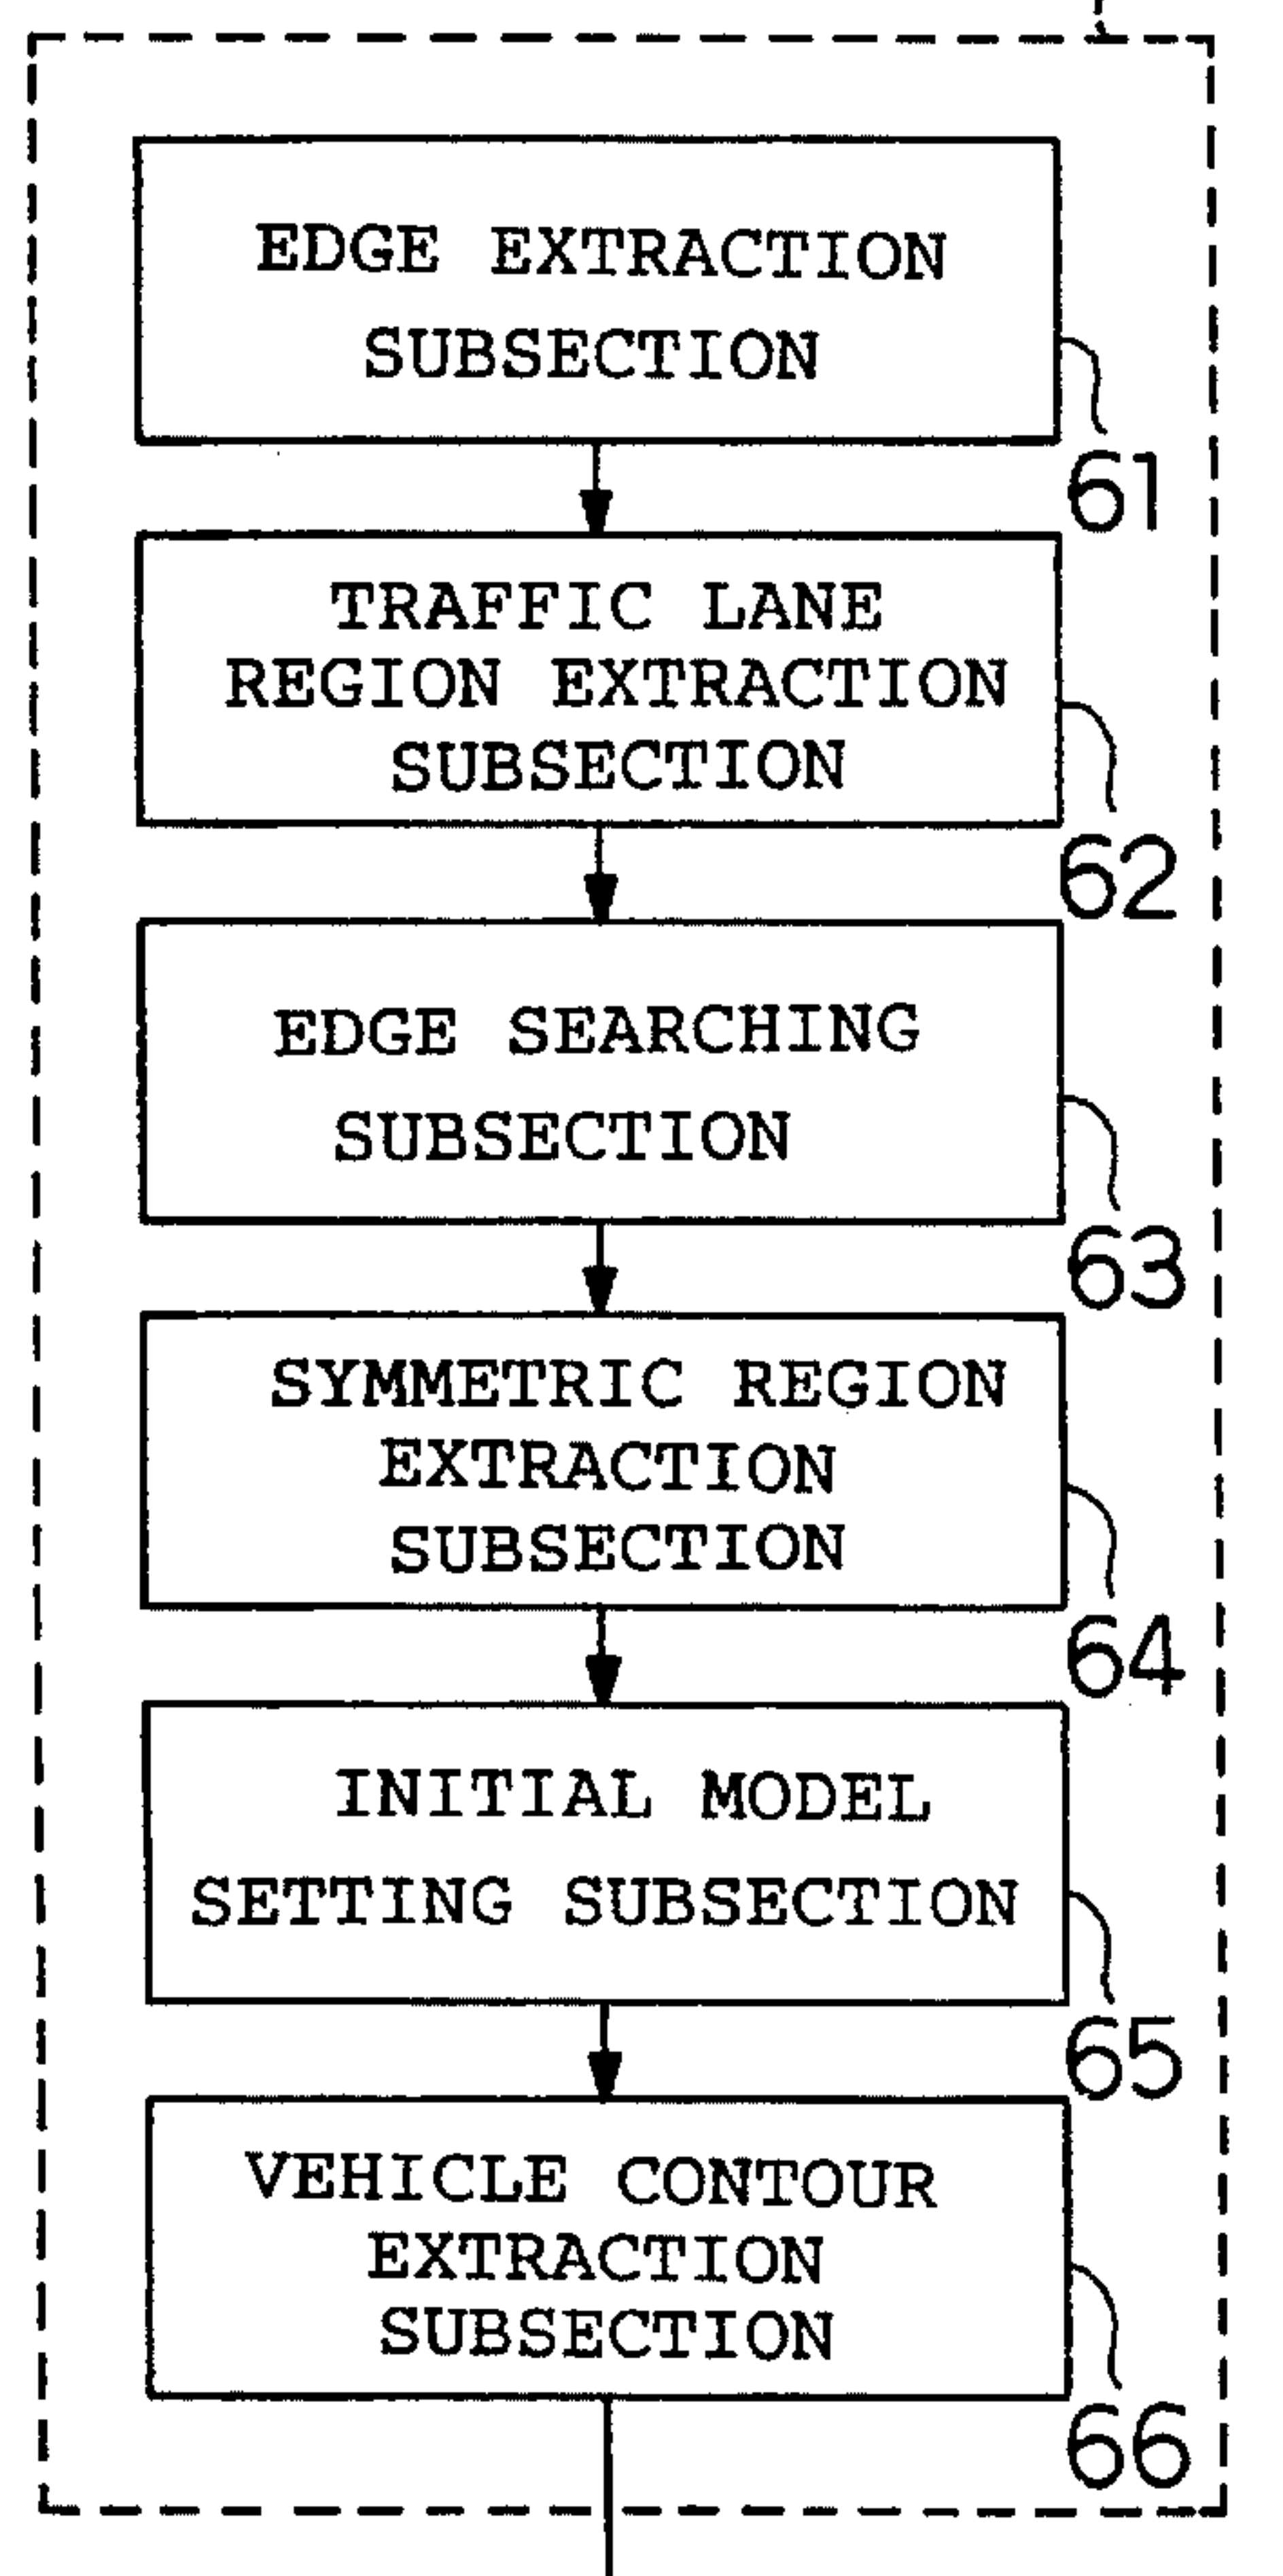 EDGE EXTRACTION
SUBSECTION
61
TRAFFIC LANE
REGION EXTRACTION
SUBSECTION
62
EDGE SEARCHING
SUBSECTION
63
SYMMETRIC REGION
EXTRACTION
SUBSECTION
64
INITIAL MODEL
SETTING SUBSECTION
65
VEHICLE CONTOUR
EXTRACTION
SUBSECTION
66